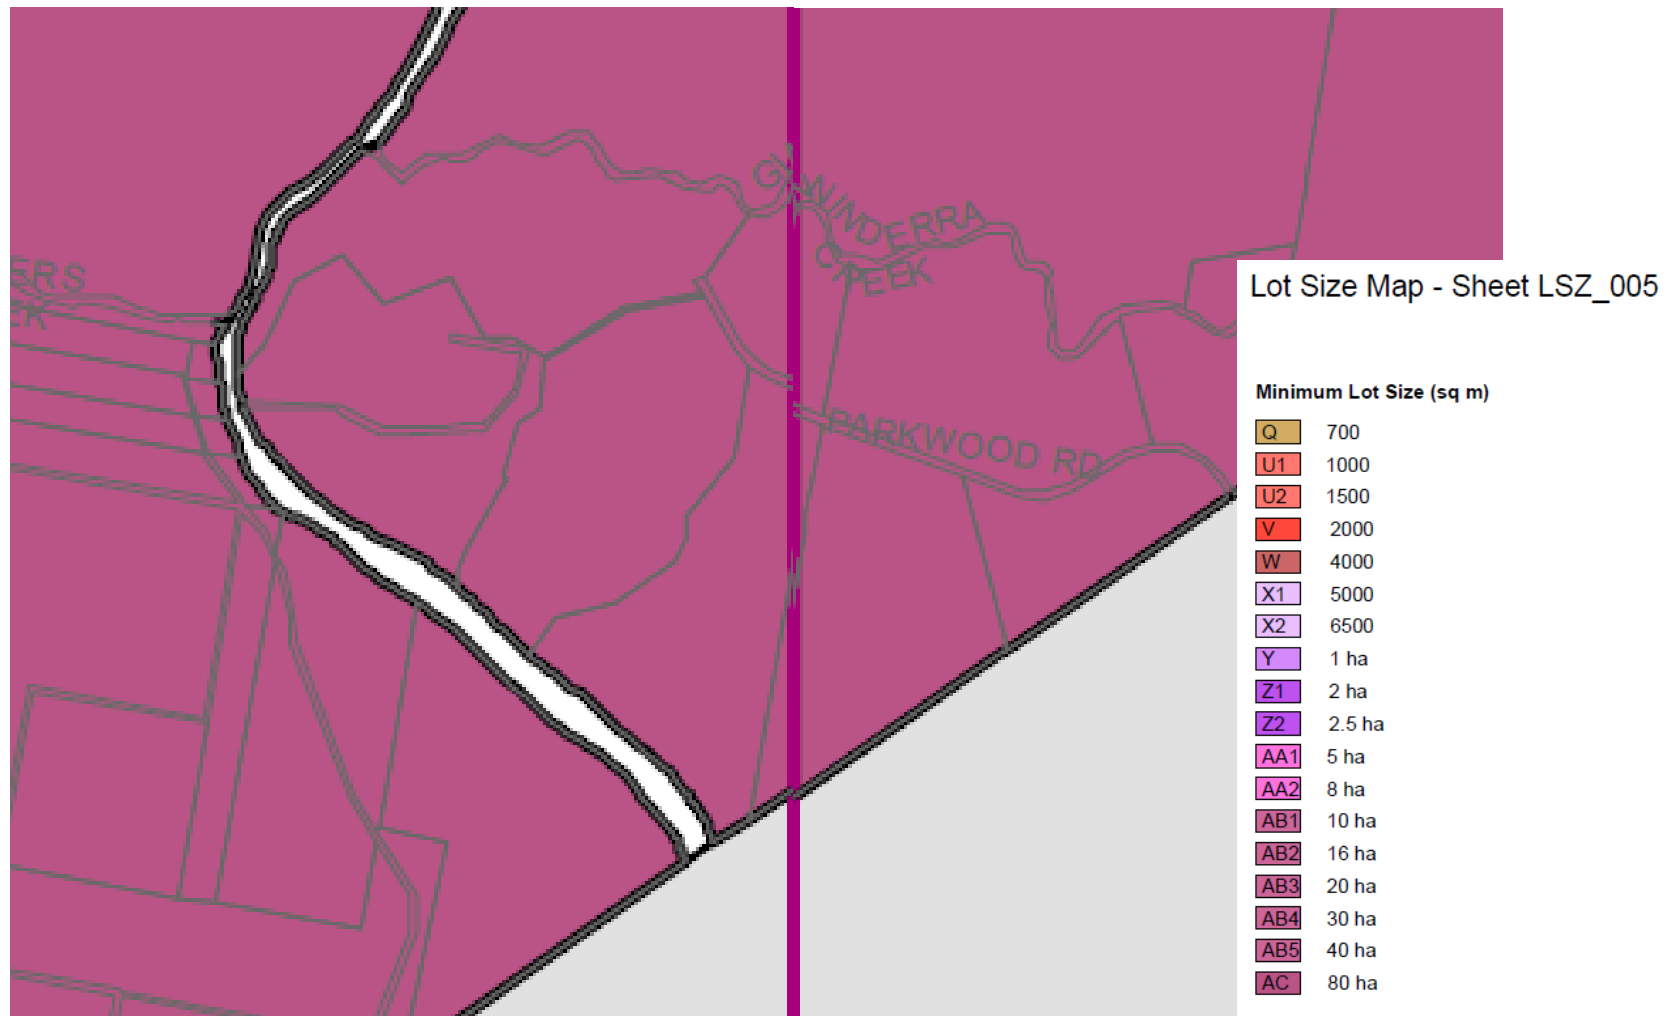 GINNINDERRA
CREEK
ERS
EK
PARKWOOD RD
Lot Size Map - Sheet LSZ_005
Minimum Lot Size (sq m)
Q 700
U1 1000
U2 1500
V 2000
W 4000
X1 5000
X2 6500
Y 1 ha
Z1 2 ha
Z2 2.5 ha
AA1 5 ha
AA2 8 ha
AB1 10 ha
AB2 16 ha
AB3 20 ha
AB4 30 ha
AB5 40 ha
AC 80 ha